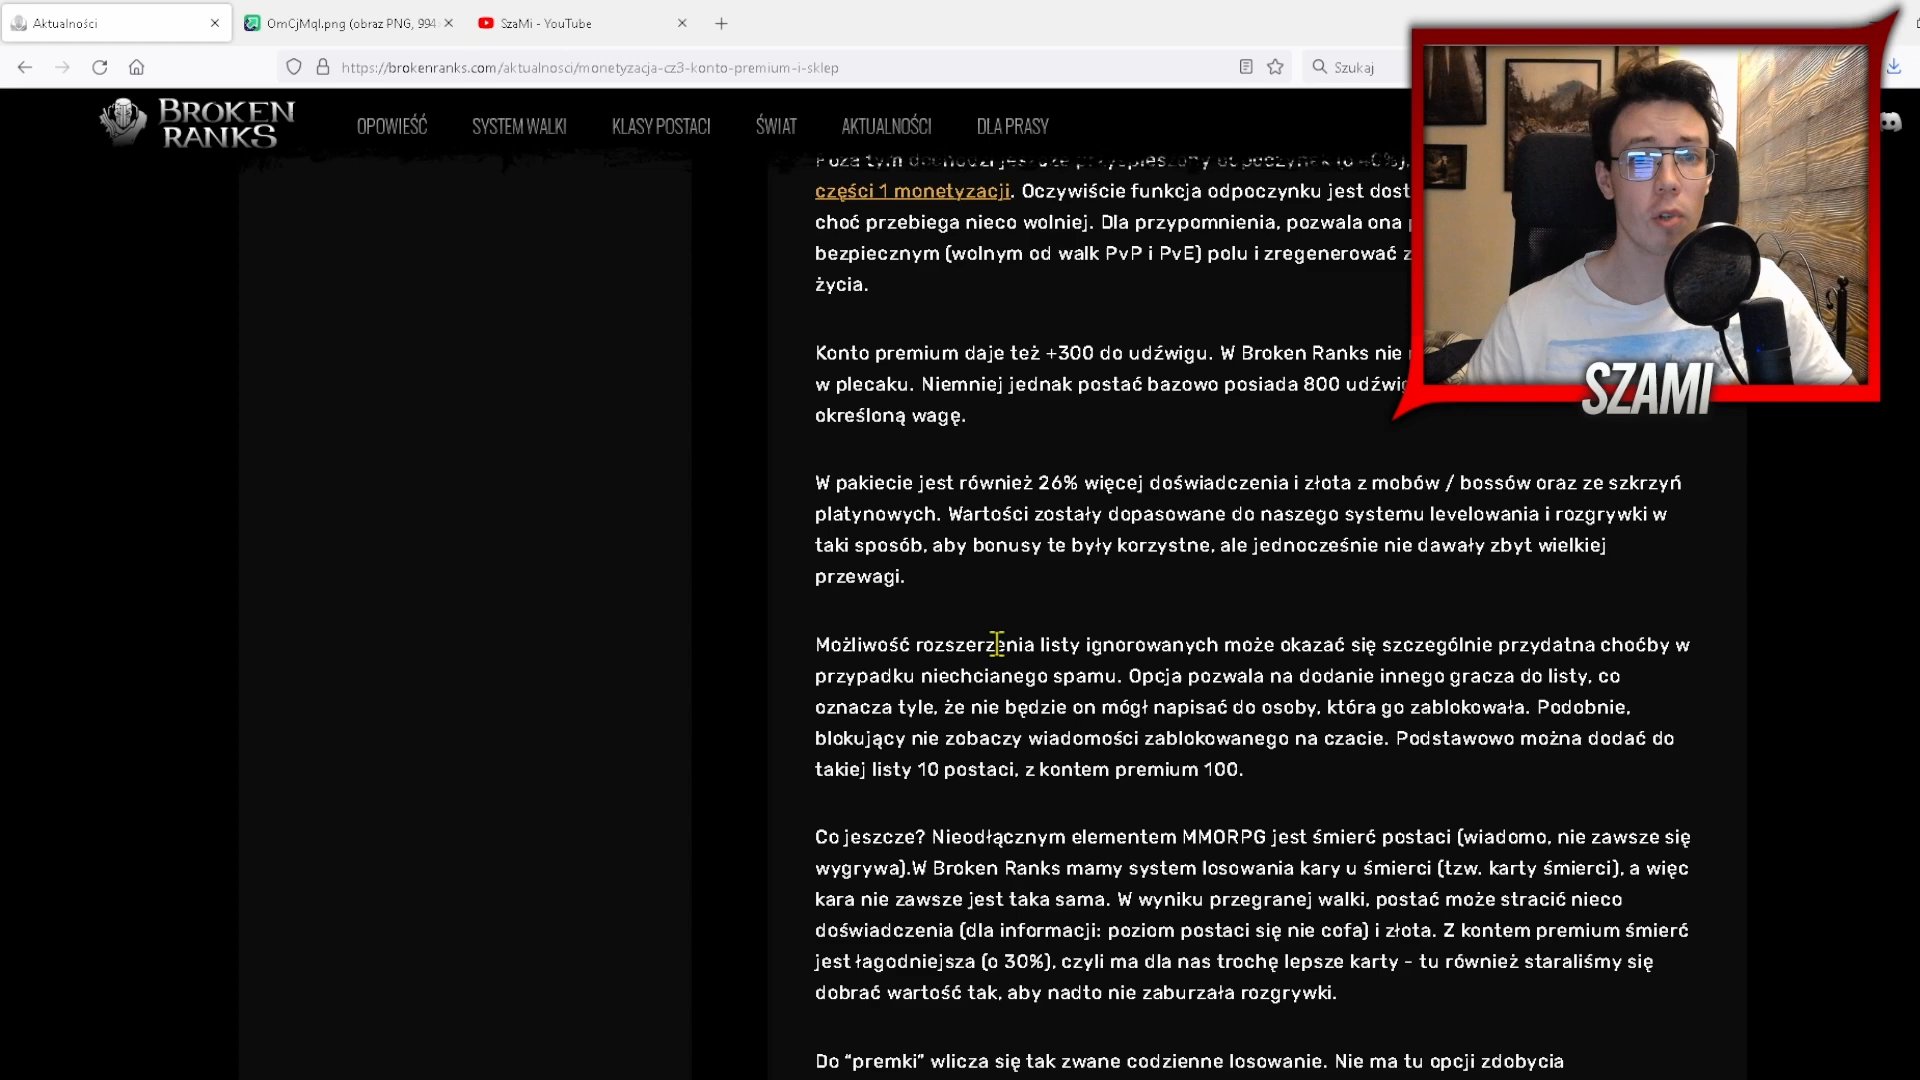 Aktualności
OmCjMql.png (obraz PNG, 994
SzaMi - YouTube
https://brokenranks.com/aktualnosci/monetyzacja-cz3-konto-premium-i-sklep
Szukaj
BROKEN RANKS
OPOWIEŚĆ
SYSTEM WALKI
KLASY POSTACI
ŚWIAT
AKTUALNOŚCI
DLA PRASY
Poza tym dochodzi jeszcze przyspieszony odpoczynek
części 1 monetyzacji. Oczywiście funkcja odpoczynku jest dost
choć przebiega nieco wolniej. Dla przypomnienia, pozwala ona
bezpiecznym (wolnym od walk PvP i PvE) polu i zregenerować z
życia.
Konto premium daje też +300 do udźwigu. W Broken Ranks nie
w plecaku. Niemniej jednak postać bazowo posiada 800 udźwig
określoną wagę.
W pakiecie jest również 26% więcej doświadczenia i złota z mobów / bossów oraz ze szkrzyń
platynowych. Wartości zostały dopasowane do naszego systemu levelowania i rozgrywki w
taki sposób, aby bonusy te były korzystne, ale jednocześnie nie dawały zbyt wielkiej
przewagi.
Możliwość rozszerzenia listy ignorowanych może okazać się szczególnie przydatna choćby w
przypadku niechcianego spamu. Opcja pozwala na dodanie innego gracza do listy, co
oznacza tyle, że nie będzie on mógł napisać do osoby, która go zablokowała. Podobnie,
blokujący nie zobaczy wiadomości zablokowanego na czacie. Podstawowo można dodać do
takiej listy 10 postaci, z kontem premium 100.
Co jeszcze? Nieodłącznym elementem MMORPG jest śmierć postaci (wiadomo, nie zawsze się
wygrywa).W Broken Ranks mamy system losowania kary u śmierci (tzw. karty śmierci), a więc
kara nie zawsze jest taka sama. W wyniku przegranej walki, postać może stracić nieco
doświadczenia (dla informacji: poziom postaci się nie cofa) i złota. Z kontem premium śmierć
jest łagodniejsza (o 30%), czyli ma dla nas trochę lepsze karty - tu również staraliśmy się
dobrać wartość tak, aby nadto nie zaburzała rozgrywki.
Do “premki” wlicza się tak zwane codzienne losowanie. Nie ma tu opcji zdobycia
SZAMI